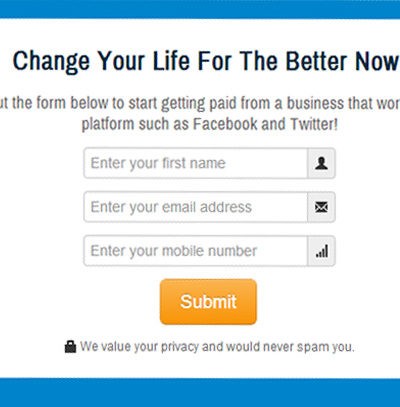 Change Your Life For The Better Now
the form below to start getting paid from a business that
platform such as Facebook and Twitter!
Enter your first name
Enter your email address
Enter your mobile number
Submit
We value your privacy and would never spam you.